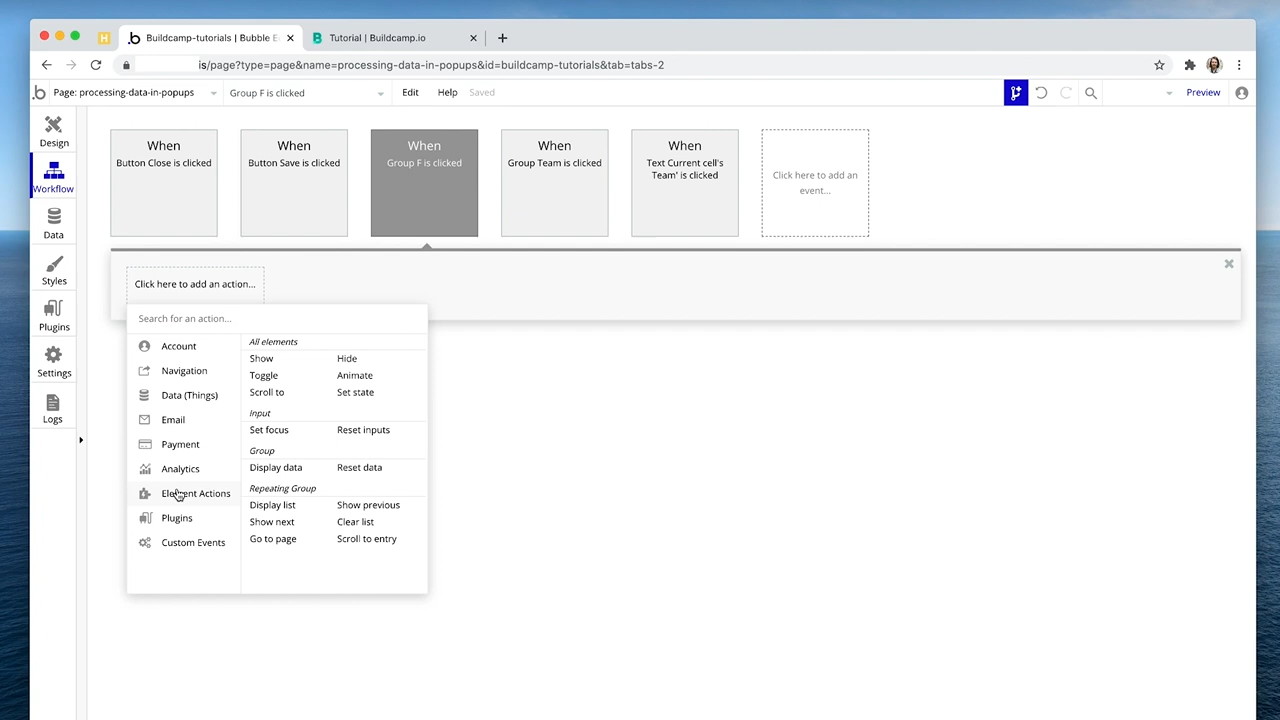 H
b Buildcamp-tutorials | Bubble E
B Tutorial | Buildcamp.io
is/page?type=page&name=processing-data-in-popups&id=buildcamp-tutorials&tab=tabs-2
b Page: processing-data-in-popups
Group F is clicked
Edit
Help
Saved
Preview
Design
Workflow
Data
Styles
Plugins
Settings
Logs
When
Button Close is clicked
When
Button Save is clicked
When
Group F is clicked
When
Group Team is clicked
When
Text Current cell's
Team' is clicked
Click here to add an
event...
Click here to add an action...
Search for an action...
Account
Navigation
Data (Things)
Email
Payment
Analytics
Element Actions
Plugins
Custom Events
All elements
Show Hide
Toggle Animate
Scroll to Set state
Input
Set focus Reset inputs
Group
Display data Reset data
Repeating Group
Display list Show previous
Show next Clear list
Go to page Scroll to entry